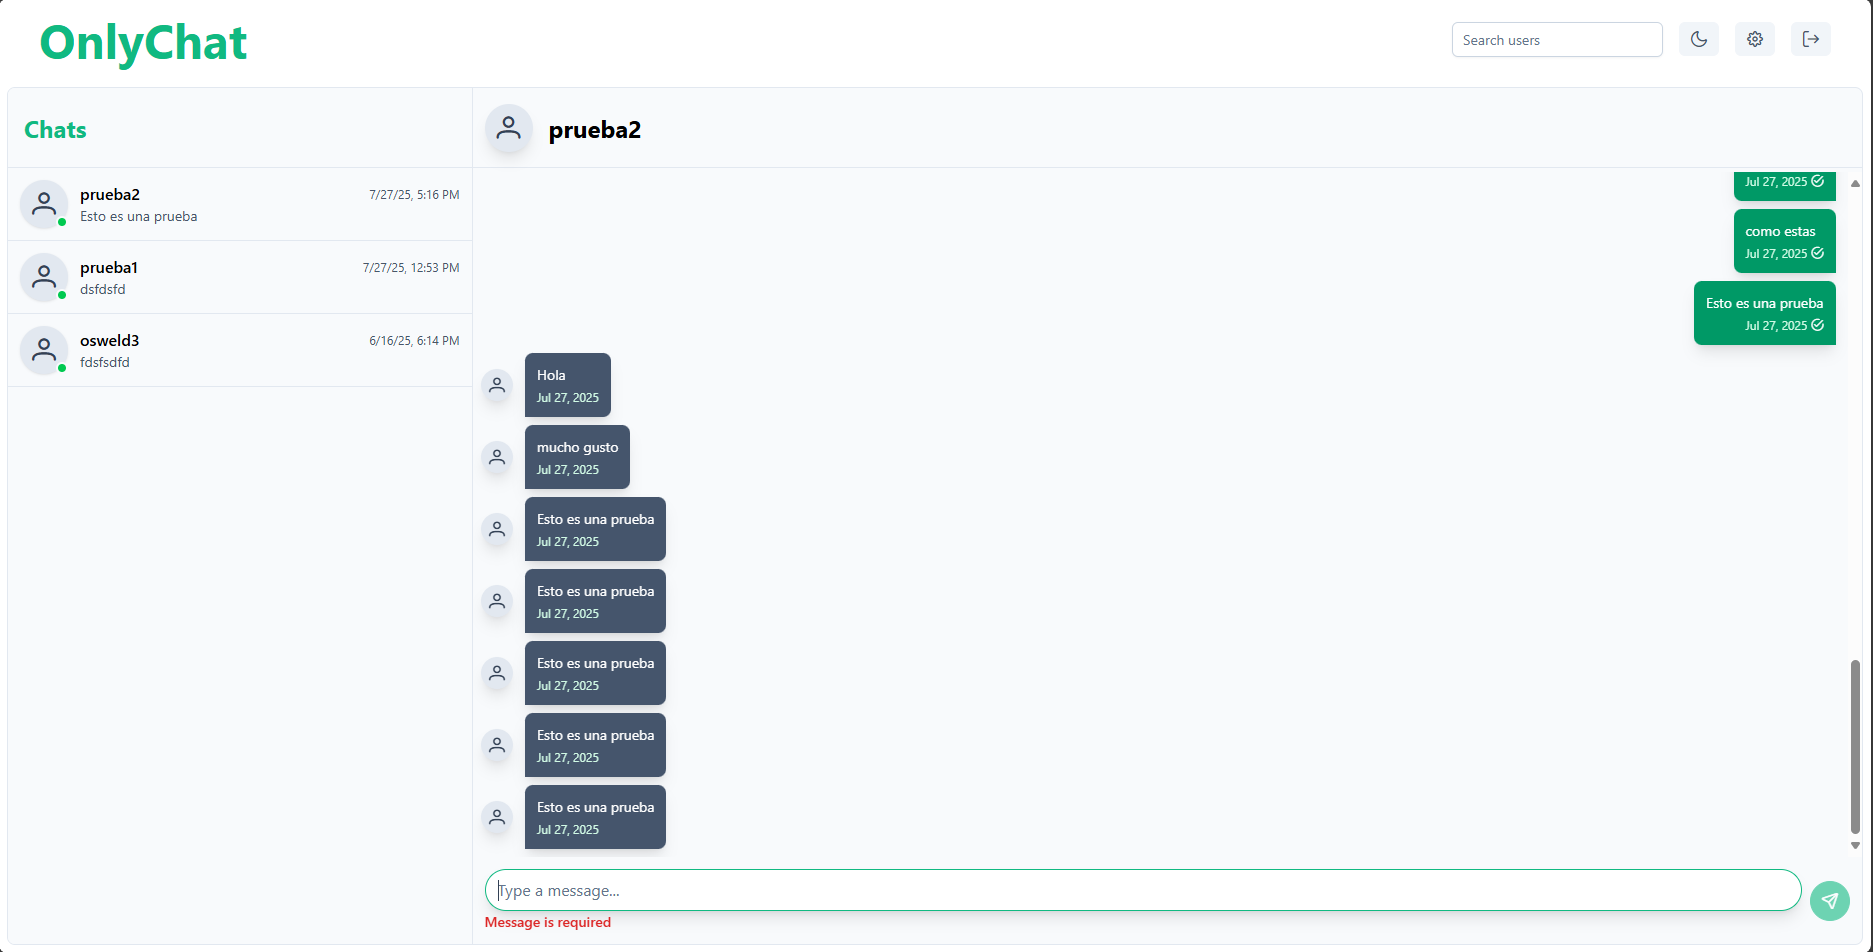 OnlyChat
Search users
Chats
prueba2
7/27/25, 5:16 PM
Esto es una prueba
prueba1
7/27/25, 12:53 PM
dsfdsfd
osweld3
6/16/25, 6:14 PM
fdsfsdfd
prueba2
Jul 27, 2025
como estas
Jul 27, 2025
Esto es una prueba
Jul 27, 2025
Hola
Jul 27, 2025
mucho gusto
Jul 27, 2025
Esto es una prueba
Jul 27, 2025
Esto es una prueba
Jul 27, 2025
Esto es una prueba
Jul 27, 2025
Esto es una prueba
Jul 27, 2025
Esto es una prueba
Jul 27, 2025
Type a message...
Message is required